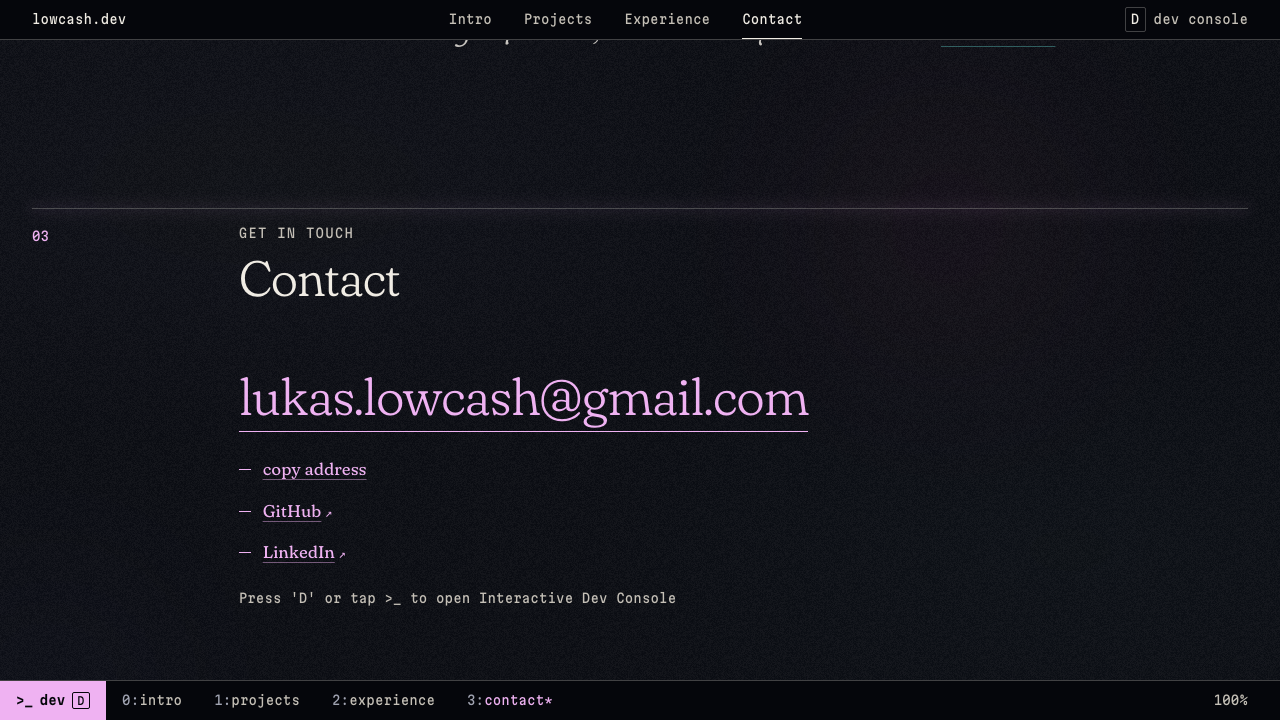 lowcash.dev
Intro Projects Experience Contact
D dev console
03
GET IN TOUCH
Contact
lukas.lowcash@gmail.com
— copy address
— GitHub ↗
— LinkedIn ↗
Press 'D' or tap >_ to open Interactive Dev Console
>_ dev D 0:intro 1:projects 2:experience 3:contact* 100%